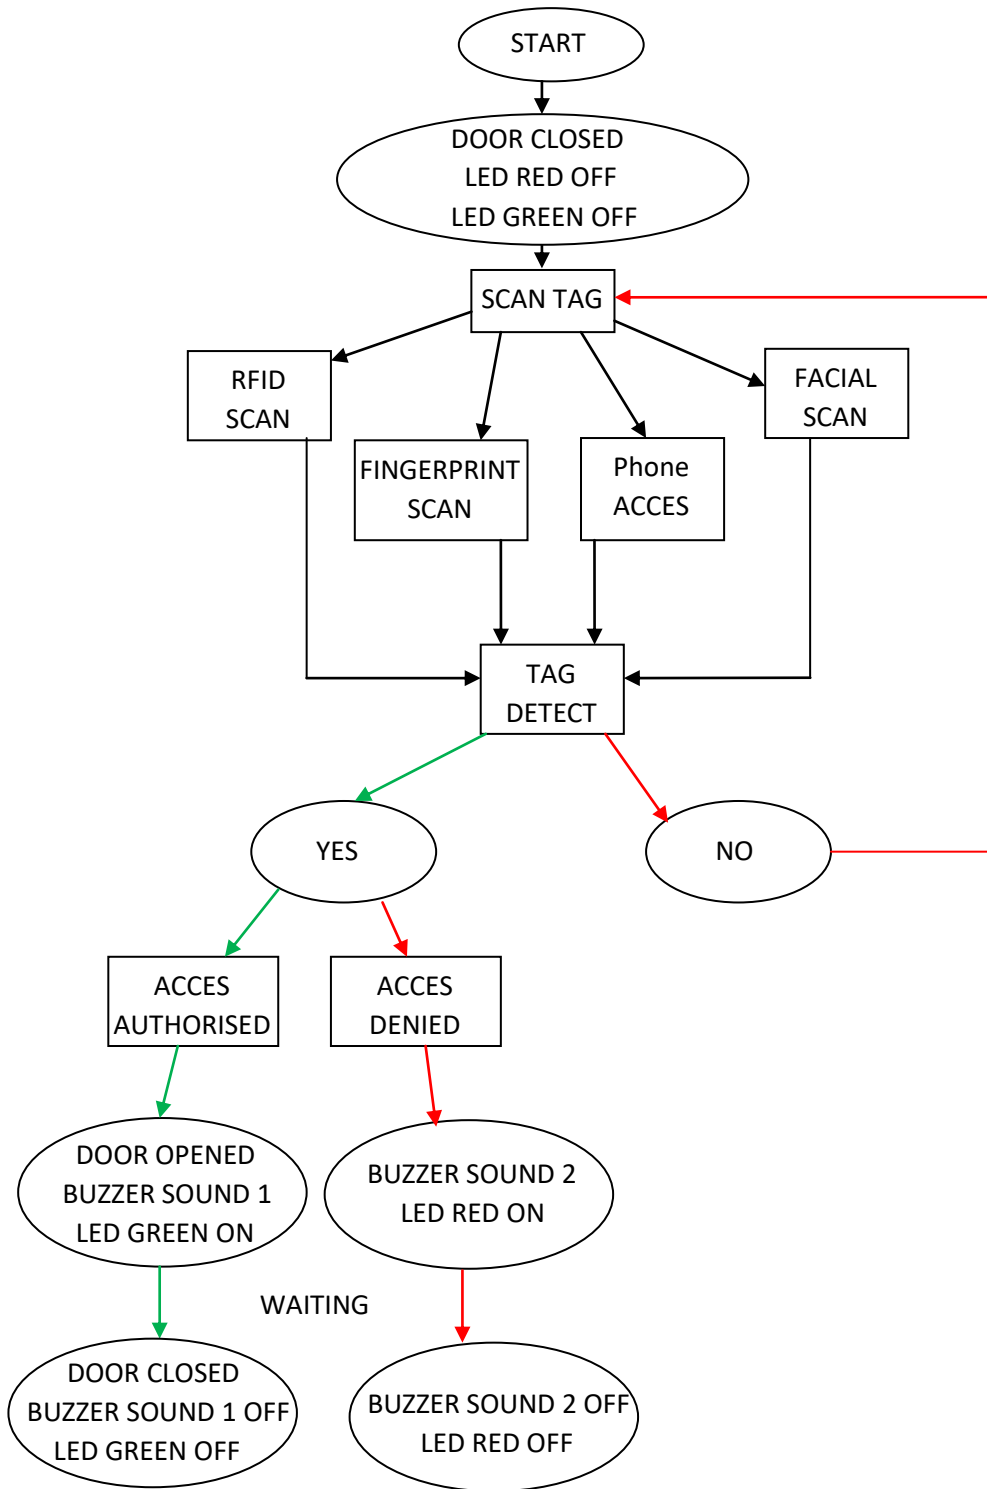 START
DOOR CLOSED
LED RED OFF
LED GREEN OFF
SCAN TAG
RFID
SCAN
FINGERPRINT
SCAN
Phone
ACCES
FACIAL
SCAN
TAG
DETECT
YES
NO
ACCES
AUTHORISED
ACCES
DENIED
DOOR OPENED
BUZZER SOUND 1
LED GREEN ON
BUZZER SOUND 2
LED RED ON
WAITING
DOOR CLOSED
BUZZER SOUND 1 OFF
LED GREEN OFF
BUZZER SOUND 2 OFF
LED RED OFF